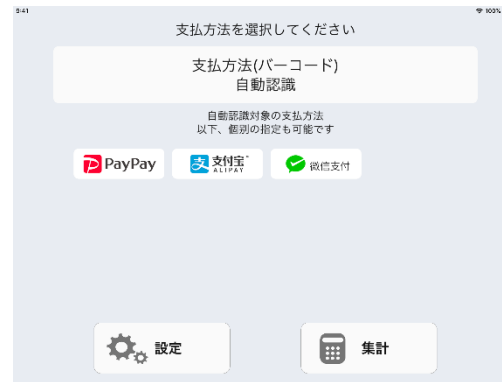 9:41 100%
支払方法を選択してください
支払方法(バーコード)
自動認識
自動認識対象の支払方法
以下、個別の指定も可能です
PayPay 支付宝 ALIPAY 微信支付
設定 集計